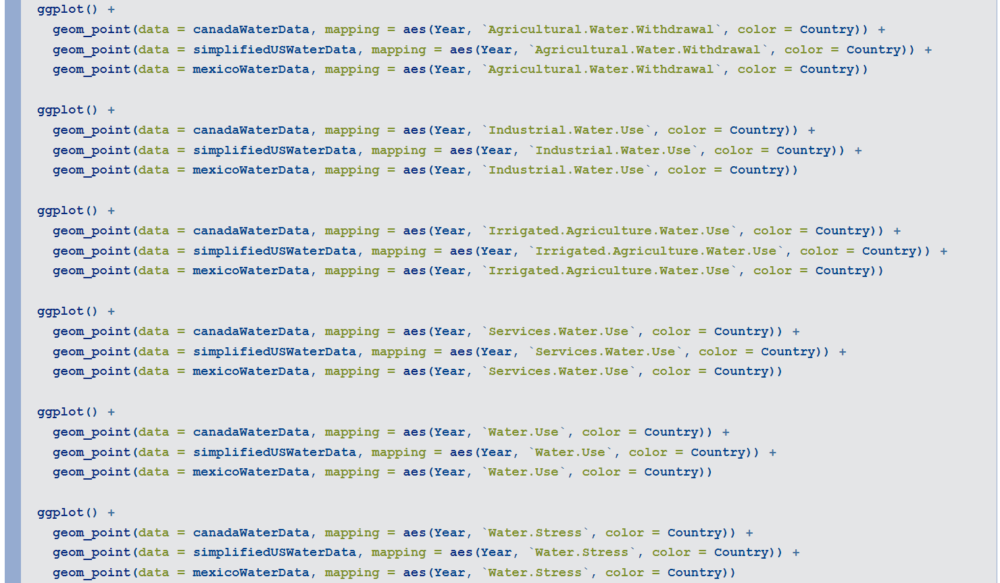 ggplot() +
  geom_point(data = canadaWaterData, mapping = aes(Year, `Agricultural.Water.Withdrawal`, color = Country)) +
  geom_point(data = simplifiedUSWaterData, mapping = aes(Year, `Agricultural.Water.Withdrawal`, color = Country)) +
  geom_point(data = mexicoWaterData, mapping = aes(Year, `Agricultural.Water.Withdrawal`, color = Country))

ggplot() +
  geom_point(data = canadaWaterData, mapping = aes(Year, `Industrial.Water.Use`, color = Country)) +
  geom_point(data = simplifiedUSWaterData, mapping = aes(Year, `Industrial.Water.Use`, color = Country)) +
  geom_point(data = mexicoWaterData, mapping = aes(Year, `Industrial.Water.Use`, color = Country))

ggplot() +
  geom_point(data = canadaWaterData, mapping = aes(Year, `Irrigated.Agriculture.Water.Use`, color = Country)) +
  geom_point(data = simplifiedUSWaterData, mapping = aes(Year, `Irrigated.Agriculture.Water.Use`, color = Country)) +
  geom_point(data = mexicoWaterData, mapping = aes(Year, `Irrigated.Agriculture.Water.Use`, color = Country))

ggplot() +
  geom_point(data = canadaWaterData, mapping = aes(Year, `Services.Water.Use`, color = Country)) +
  geom_point(data = simplifiedUSWaterData, mapping = aes(Year, `Services.Water.Use`, color = Country)) +
  geom_point(data = mexicoWaterData, mapping = aes(Year, `Services.Water.Use`, color = Country))

ggplot() +
  geom_point(data = canadaWaterData, mapping = aes(Year, `Water.Use`, color = Country)) +
  geom_point(data = simplifiedUSWaterData, mapping = aes(Year, `Water.Use`, color = Country)) +
  geom_point(data = mexicoWaterData, mapping = aes(Year, `Water.Use`, color = Country))

ggplot() +
  geom_point(data = canadaWaterData, mapping = aes(Year, `Water.Stress`, color = Country)) +
  geom_point(data = simplifiedUSWaterData, mapping = aes(Year, `Water.Stress`, color = Country)) +
  geom_point(data = mexicoWaterData, mapping = aes(Year, `Water.Stress`, color = Country))